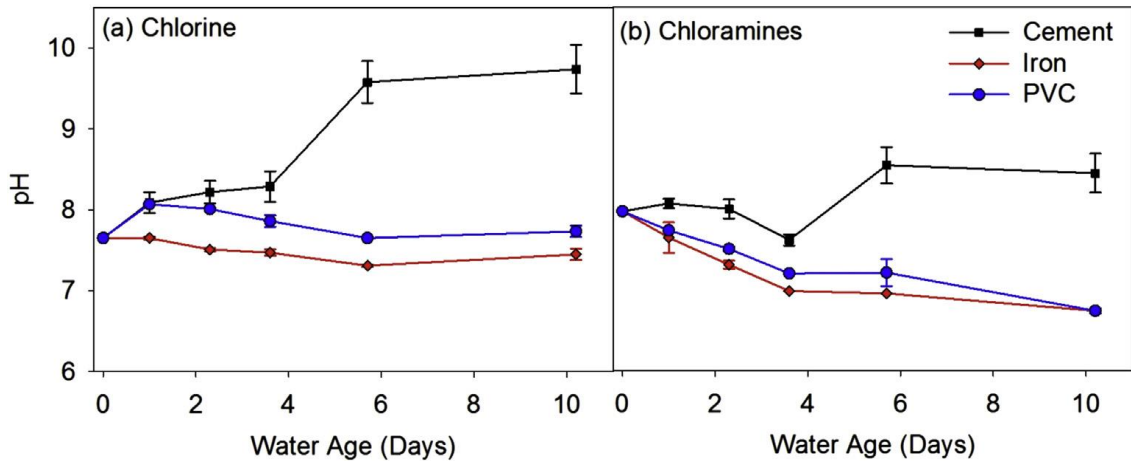 (a) Chlorine
(b) Chloramines
Cement
Iron
PVC
pH
10
9
8
7
6
0 2 4 6 8 10
0 2 4 6 8 10
Water Age (Days)
Water Age (Days)